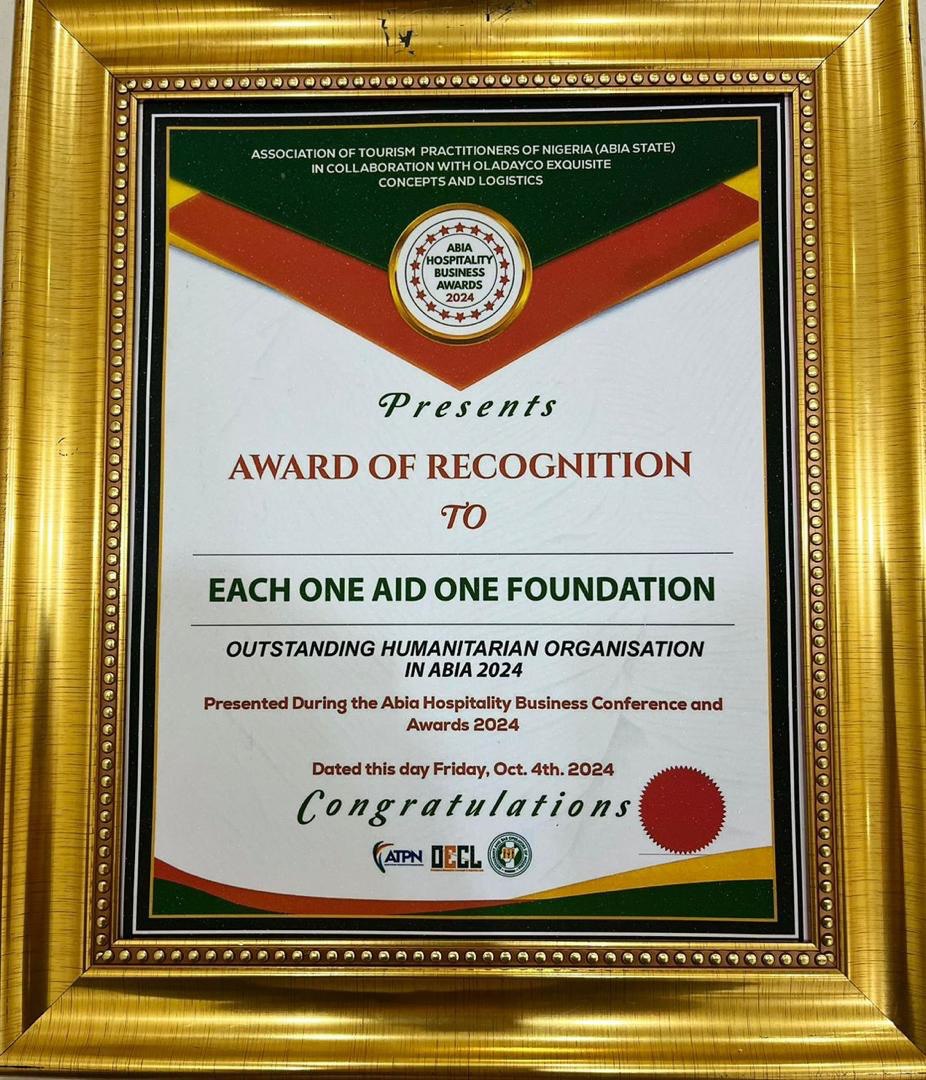 ASSOCIATION OF TOURISM PRACTITIONERS OF NIGERIA (ABIA STATE)
IN COLLABORATION WITH OLADAYCO EXQUISITE
CONCEPTS AND LOGISTICS
ABIA
HOSPITALITY
BUSINESS
AWARDS
2024
Presents
AWARD OF RECOGNITION
TO
EACH ONE AID ONE FOUNDATION
OUTSTANDING HUMANITARIAN ORGANISATION
IN ABIA 2024
Presented During the Abia Hospitality Business Conference and
Awards 2024
Dated this day Friday, Oct. 4th. 2024
Congratulations
ATPN OECL